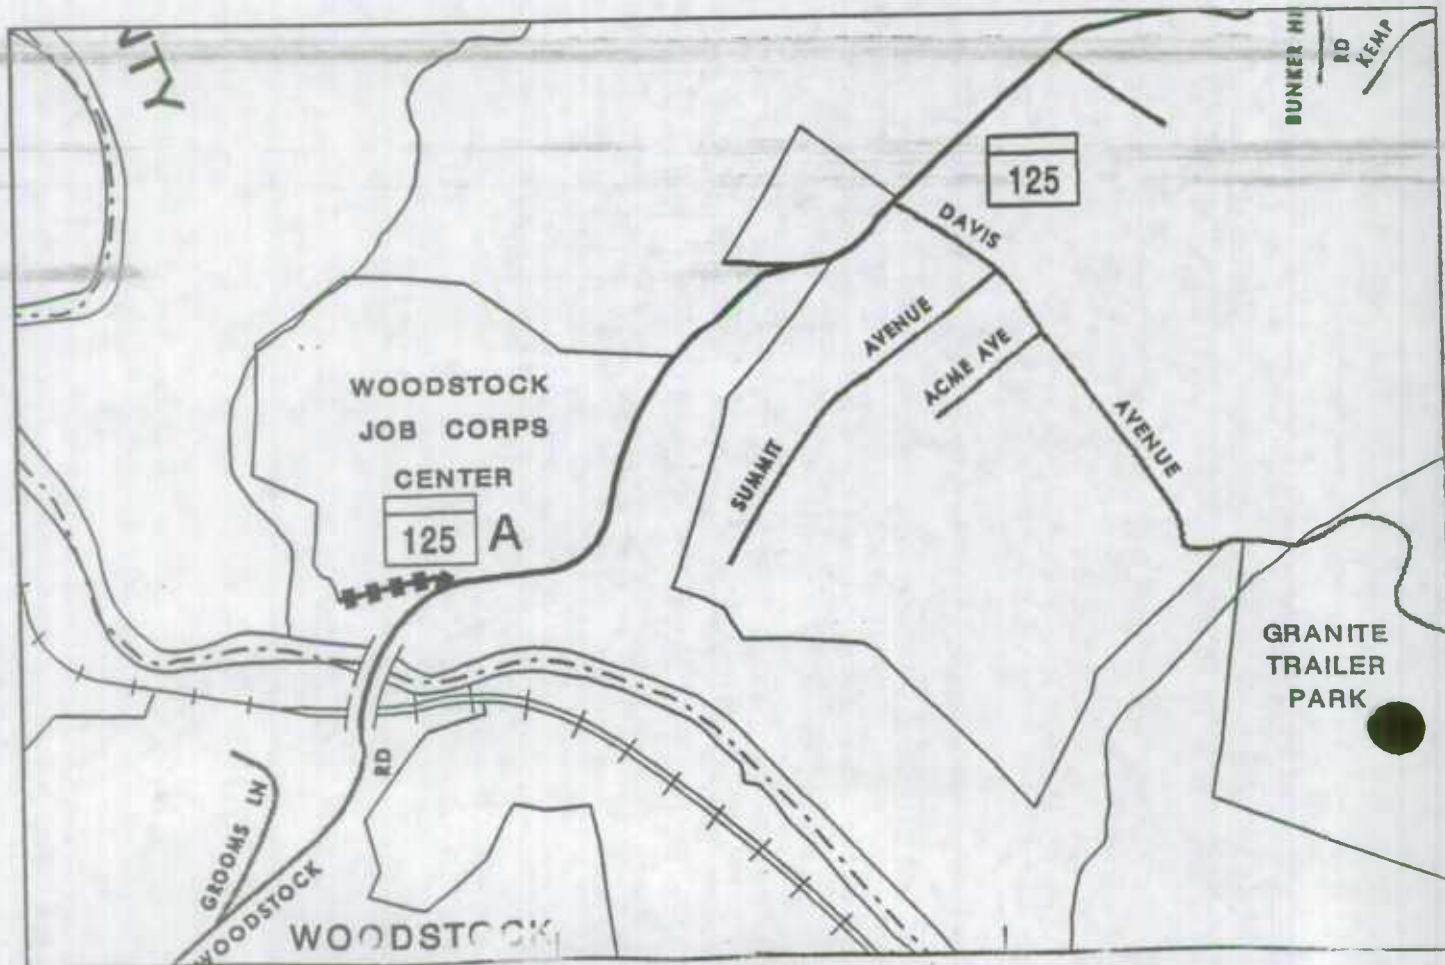 NTY
BUNKER HI
RD
KEMP
125
DAVIS
AVENUE
ACME AVE
AVENUE
SUMMIT
WOODSTOCK
JOB CORPS
CENTER
125 A
GRANITE
TRAILER
PARK
RD
GROOMS LN
WOODSTOCK
WOODSTOCK